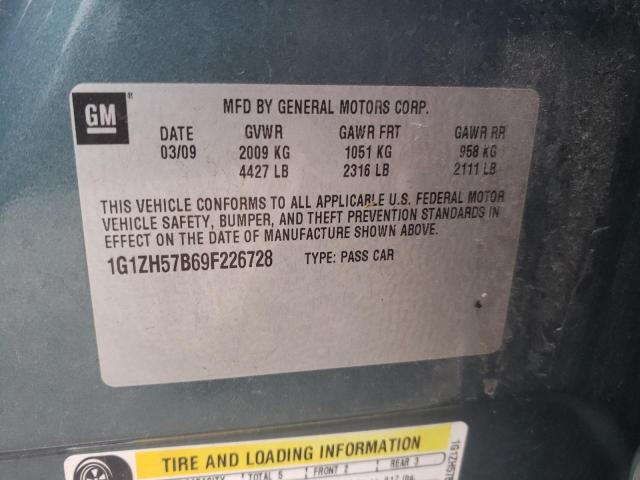 GM ® MFD BY GENERAL MOTORS CORP.
DATE GVWR GAWR FRT GAWR RR
03/09 2009 KG 1051 KG 958 KG
4427 LB 2316 LB 2111 LB
THIS VEHICLE CONFORMS TO ALL APPLICABLE U.S. FEDERAL MOTOR
VEHICLE SAFETY, BUMPER, AND THEFT PREVENTION STANDARDS IN
EFFECT ON THE DATE OF MANUFACTURE SHOWN ABOVE.
1G1ZH57B69F226728 TYPE: PASS CAR
TIRE AND LOADING INFORMATION
TOTAL 5 FRONT 2 REAR 3
1G1ZH57B